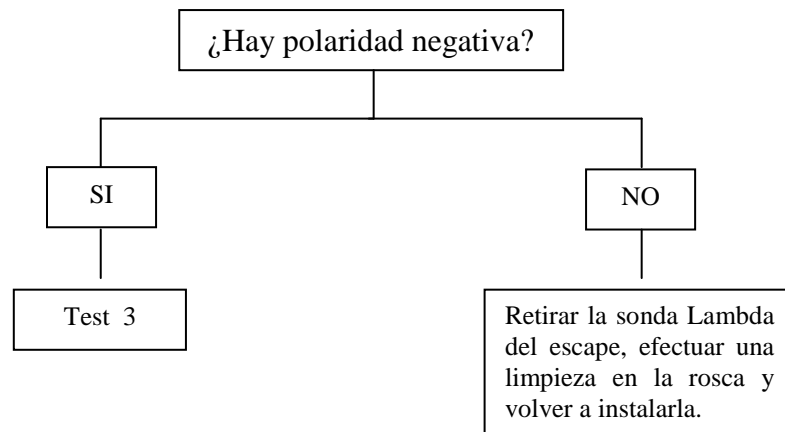 ¿Hay polaridad negativa?
SI
NO
Test 3
Retirar la sonda Lambda
del escape, efectuar una
limpieza en la rosca y
volver a instalarla.